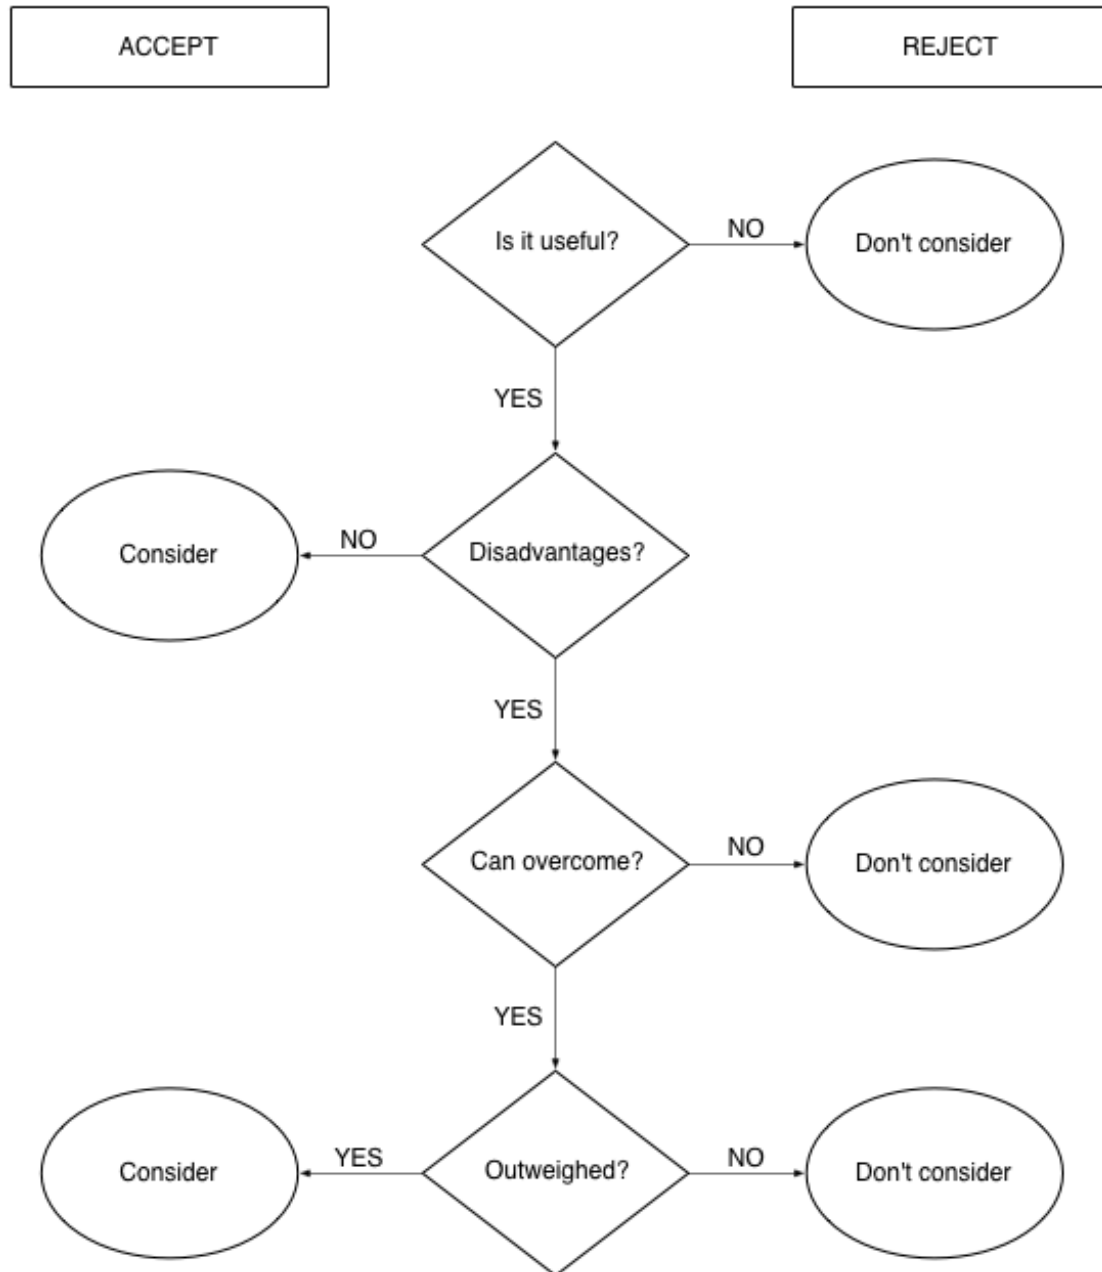 ACCEPT
REJECT
Is it useful?
NO
Don't consider
YES
Consider
NO
Disadvantages?
YES
Can overcome?
NO
Don't consider
YES
Consider
YES
Outweighed?
NO
Don't consider